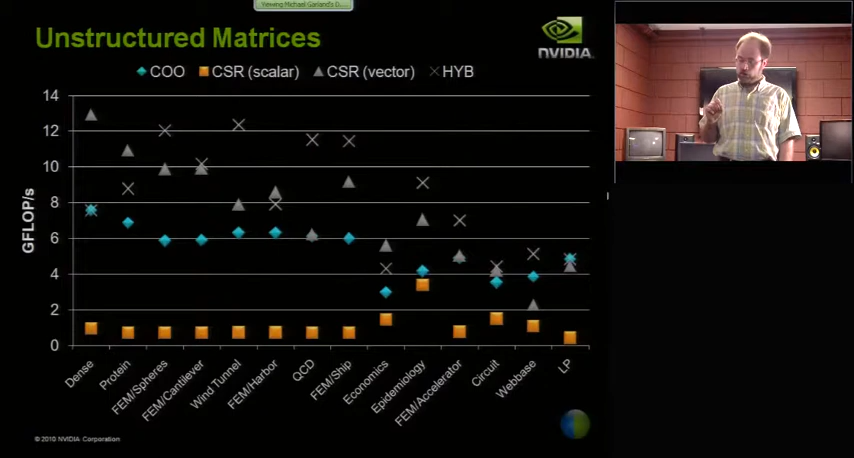 Viewing Michael Garland's D...
Unstructured Matrices
NVIDIA
COO CSR (scalar) CSR (vector) HYB
14
12
10
8
6
4
2
0
GFLOP/s
Dense
Protein
FEM/Spheres
FEM/Cantilever
Wind Tunnel
FEM/Harbor
QCD
FEM/Ship
Economics
Epidemiology
FEM/Accelerator
Circuit
Webbase
LP
© 2010 NVIDIA Corporation